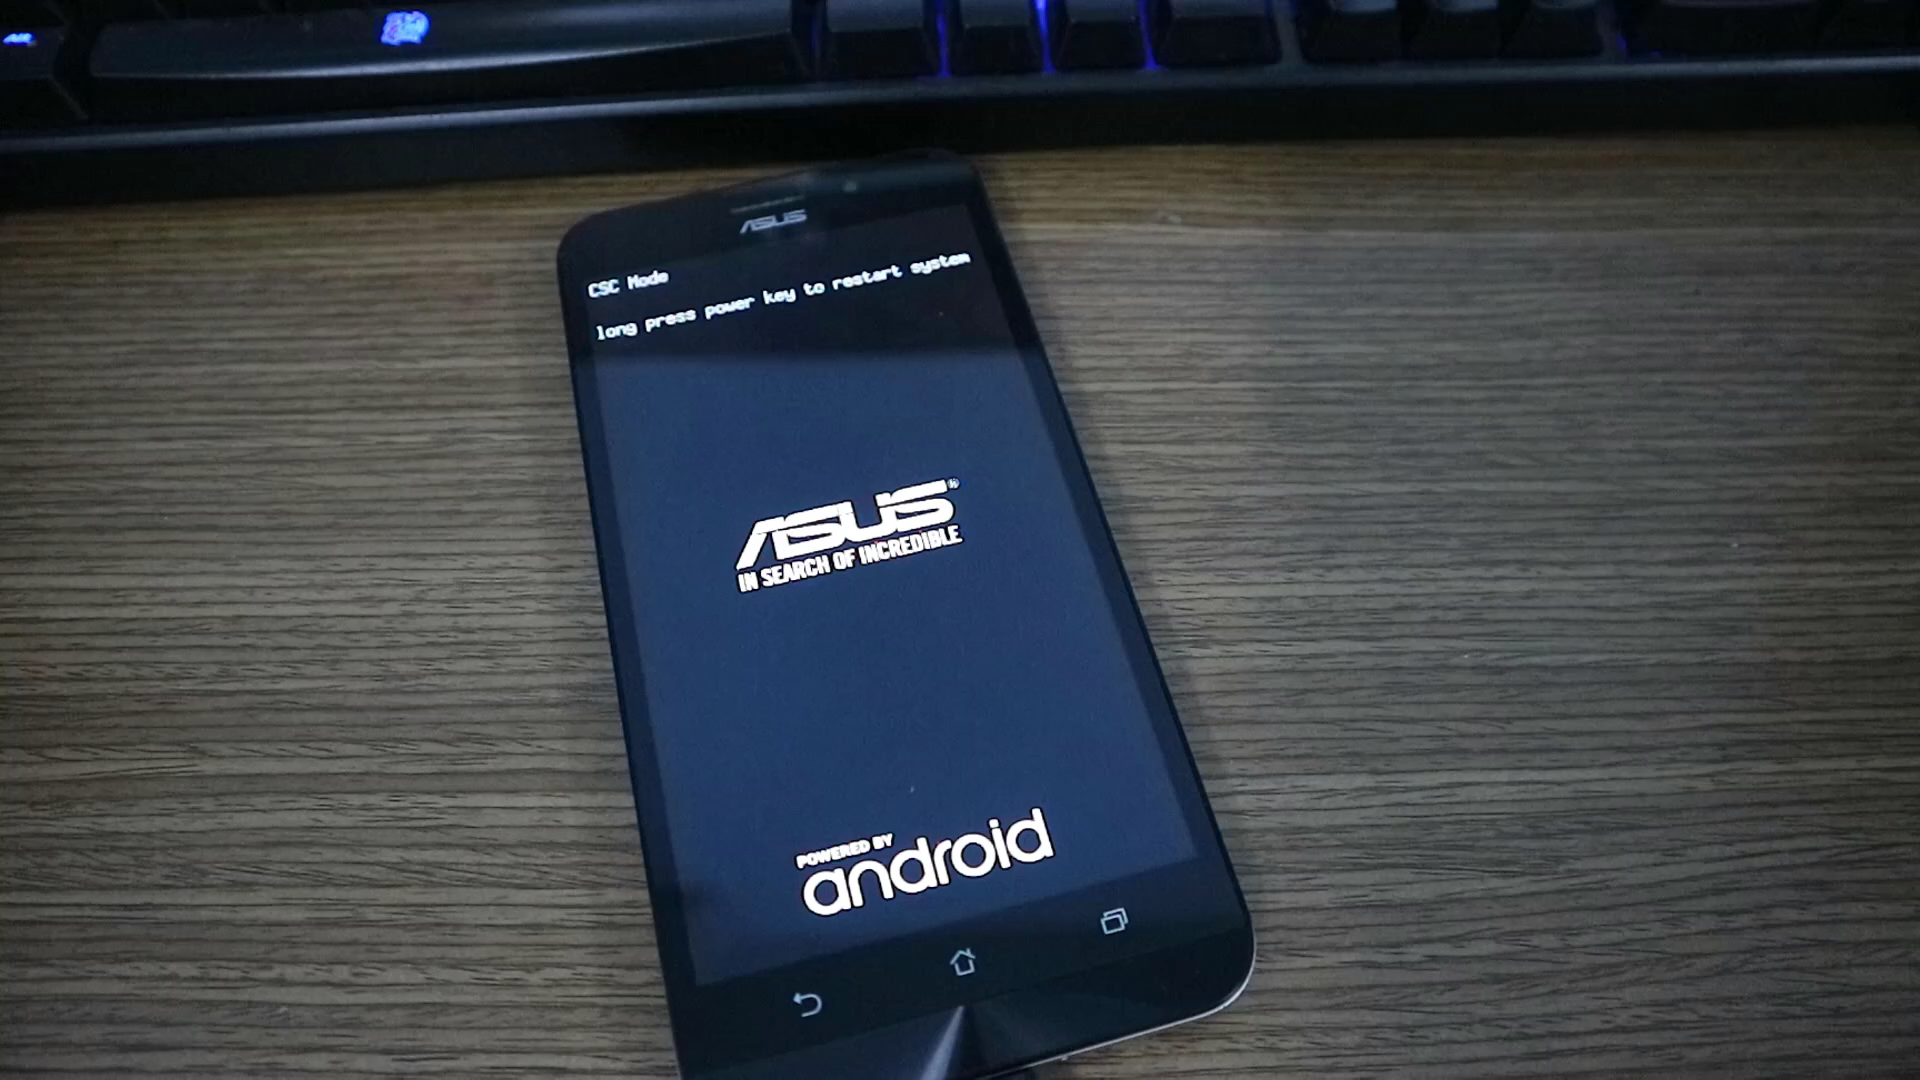 ASUS
CSC Mode
long press power key to restart system
ASUS®
IN SEARCH OF INCREDIBLE
POWERED BY
android